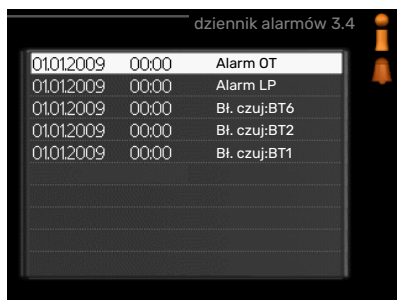 dziennik alarmów 3.4
01.01.2009 00:00 Alarm OT
01.01.2009 00:00 Alarm LP
01.01.2009 00:00 Bł. czuj:BT6
01.01.2009 00:00 Bł. czuj:BT2
01.01.2009 00:00 Bł. czuj:BT1